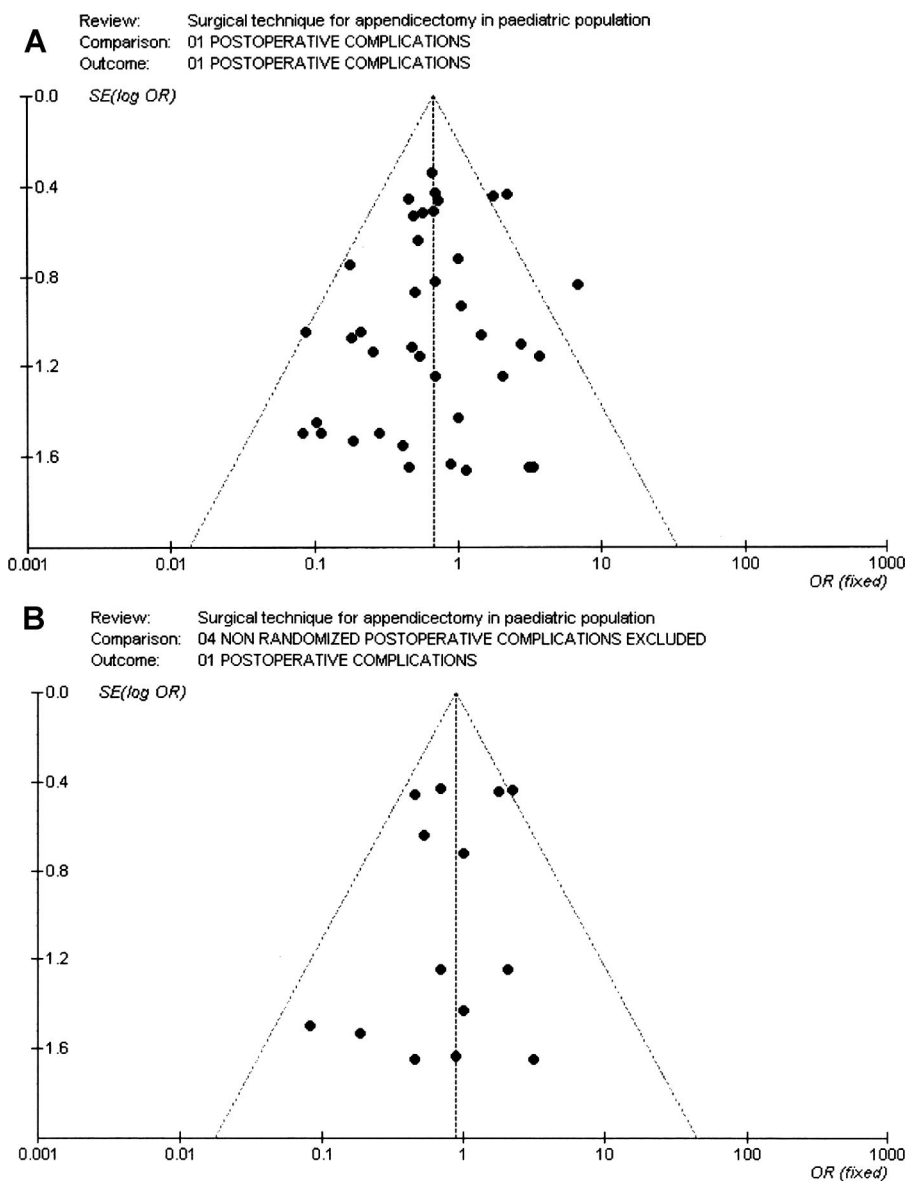 A
Review: Surgical technique for appendicectomy in paediatric population
Comparison: 01 POSTOPERATIVE COMPLICATIONS
Outcome: 01 POSTOPERATIVE COMPLICATIONS
0.0 SE(log OR)
0.4
0.8
1.2
1.6
0.001 0.01 0.1 1 10 100 1000
OR (fixed)
B
Review: Surgical technique for appendicectomy in paediatric population
Comparison: 04 NON RANDOMIZED POSTOPERATIVE COMPLICATIONS EXCLUDED
Outcome: 01 POSTOPERATIVE COMPLICATIONS
0.0 SE(log OR)
0.4
0.8
1.2
1.6
0.001 0.01 0.1 1 10 100 1000
OR (fixed)